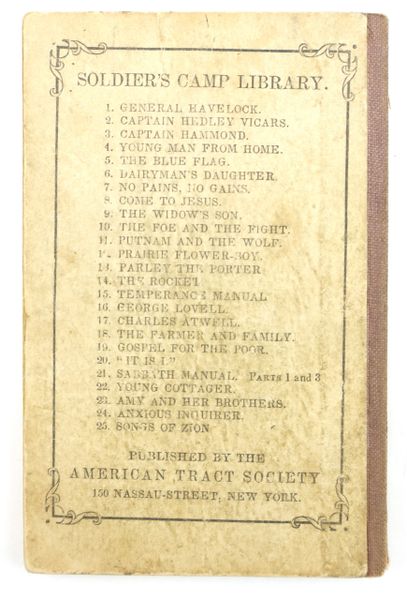 SOLDIER'S CAMP LIBRARY.
1. GENERAL HAVELOCK.
2. CAPTAIN HEDLEY VICARS.
3. CAPTAIN HAMMOND.
4. YOUNG MAN FROM HOME.
5. THE BLUE FLAG.
6. DAIRYMAN'S DAUGHTER.
7. NO PAINS, NO GAINS.
8. COME TO JESUS.
9. THE WIDOW'S SON.
10. THE FOE AND THE FIGHT.
11. PUTNAM AND THE WOLF.
12. PRAIRIE FLOWER-BOY.
13. PARLEY THE PORTER
14. THE ROCKET
15. TEMPERANCE MANUAL
16. GEORGE LOVELL.
17. CHARLES ATWELL.
18. THE FARMER AND FAMILY.
19. GOSPEL FOR THE POOR.
20. "IT IS I."
21. SABBATH MANUAL. PARTS 1 and 3
22. YOUNG COTTAGER.
23. AMY AND HER BROTHERS.
24. ANXIOUS INQUIRER.
25. SONGS OF ZION
PUBLISHED BY THE
AMERICAN TRACT SOCIETY
150 NASSAU-STREET, NEW YORK.